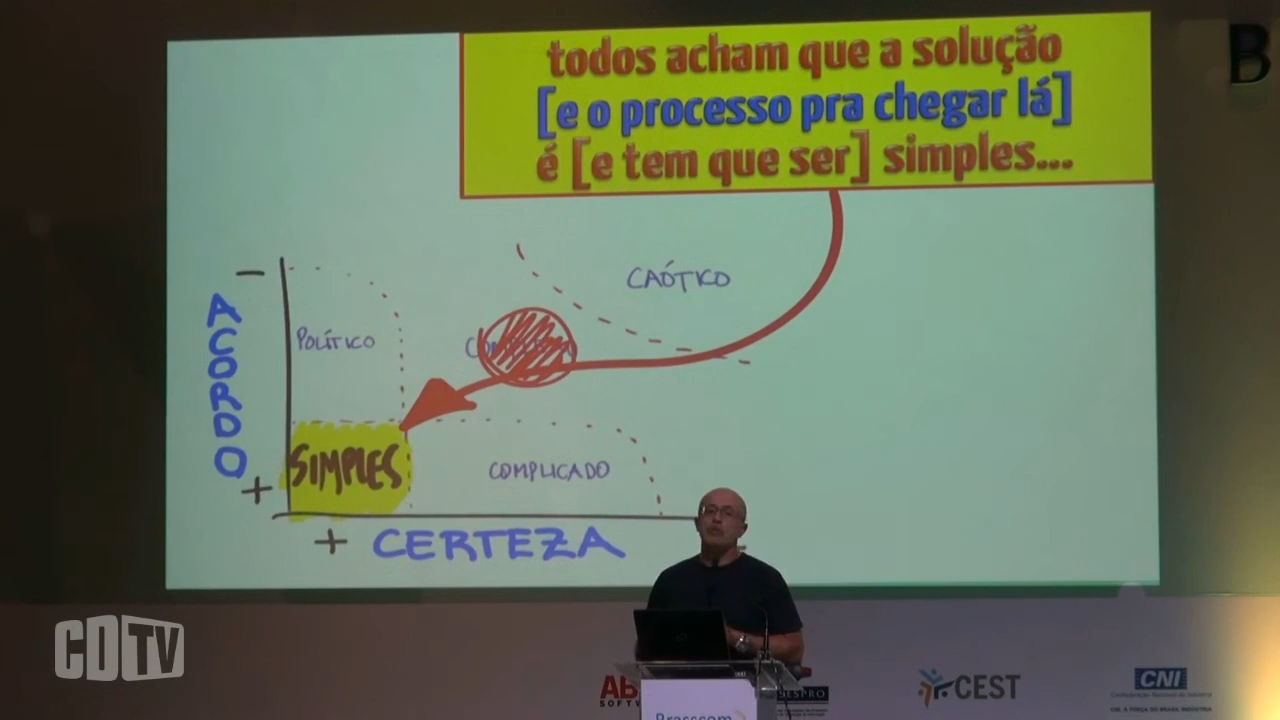 todos acham que a solução
[e o processo pra chegar lá]
é [e tem que ser] simples...
B
CAÓTICO
POLÍTICO
ACORDO
SIMPLES
COMPLICADO
+ CERTEZA
CDTV
CEST
CNI
Brasscom